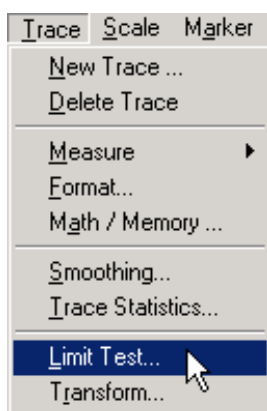 Trace Scale Marker
New Trace ...
Delete Trace
Measure
Format...
Math / Memory ...
Smoothing...
Trace Statistics...
Limit Test...
Transform...